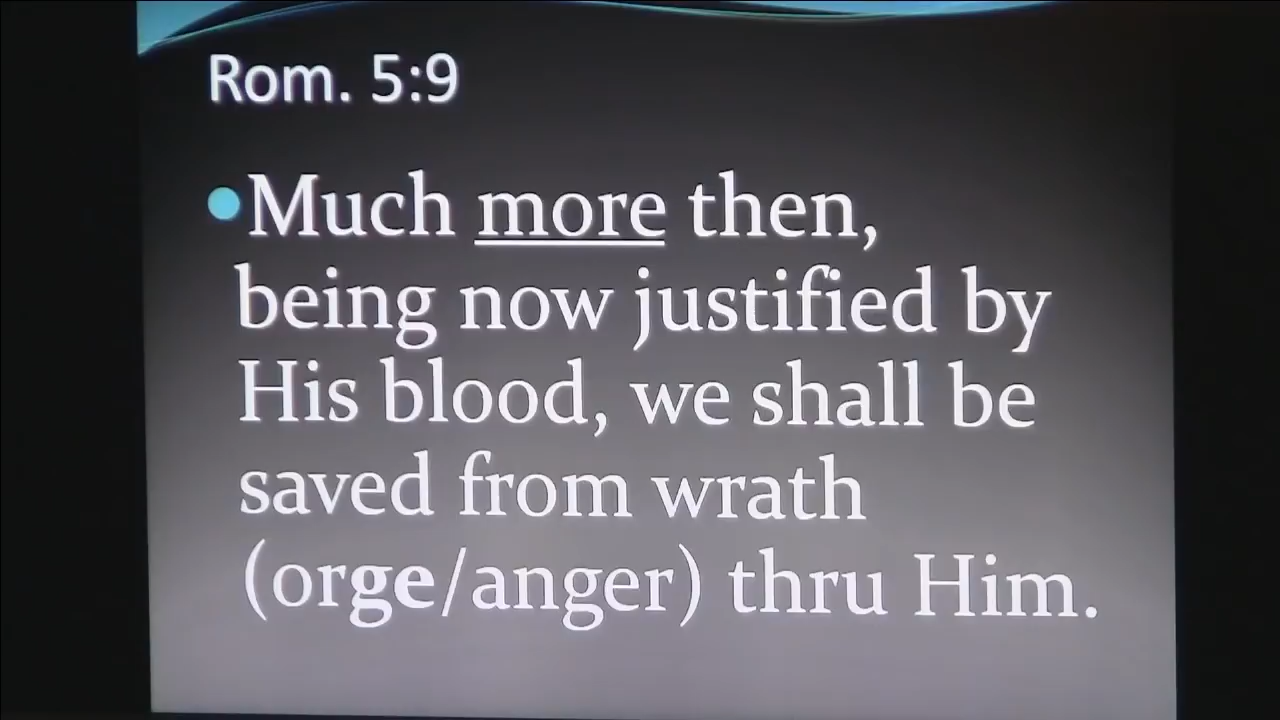 Rom. 5:9
•Much more then,
being now justified by
His blood, we shall be
saved from wrath
(orge/anger) thru Him.